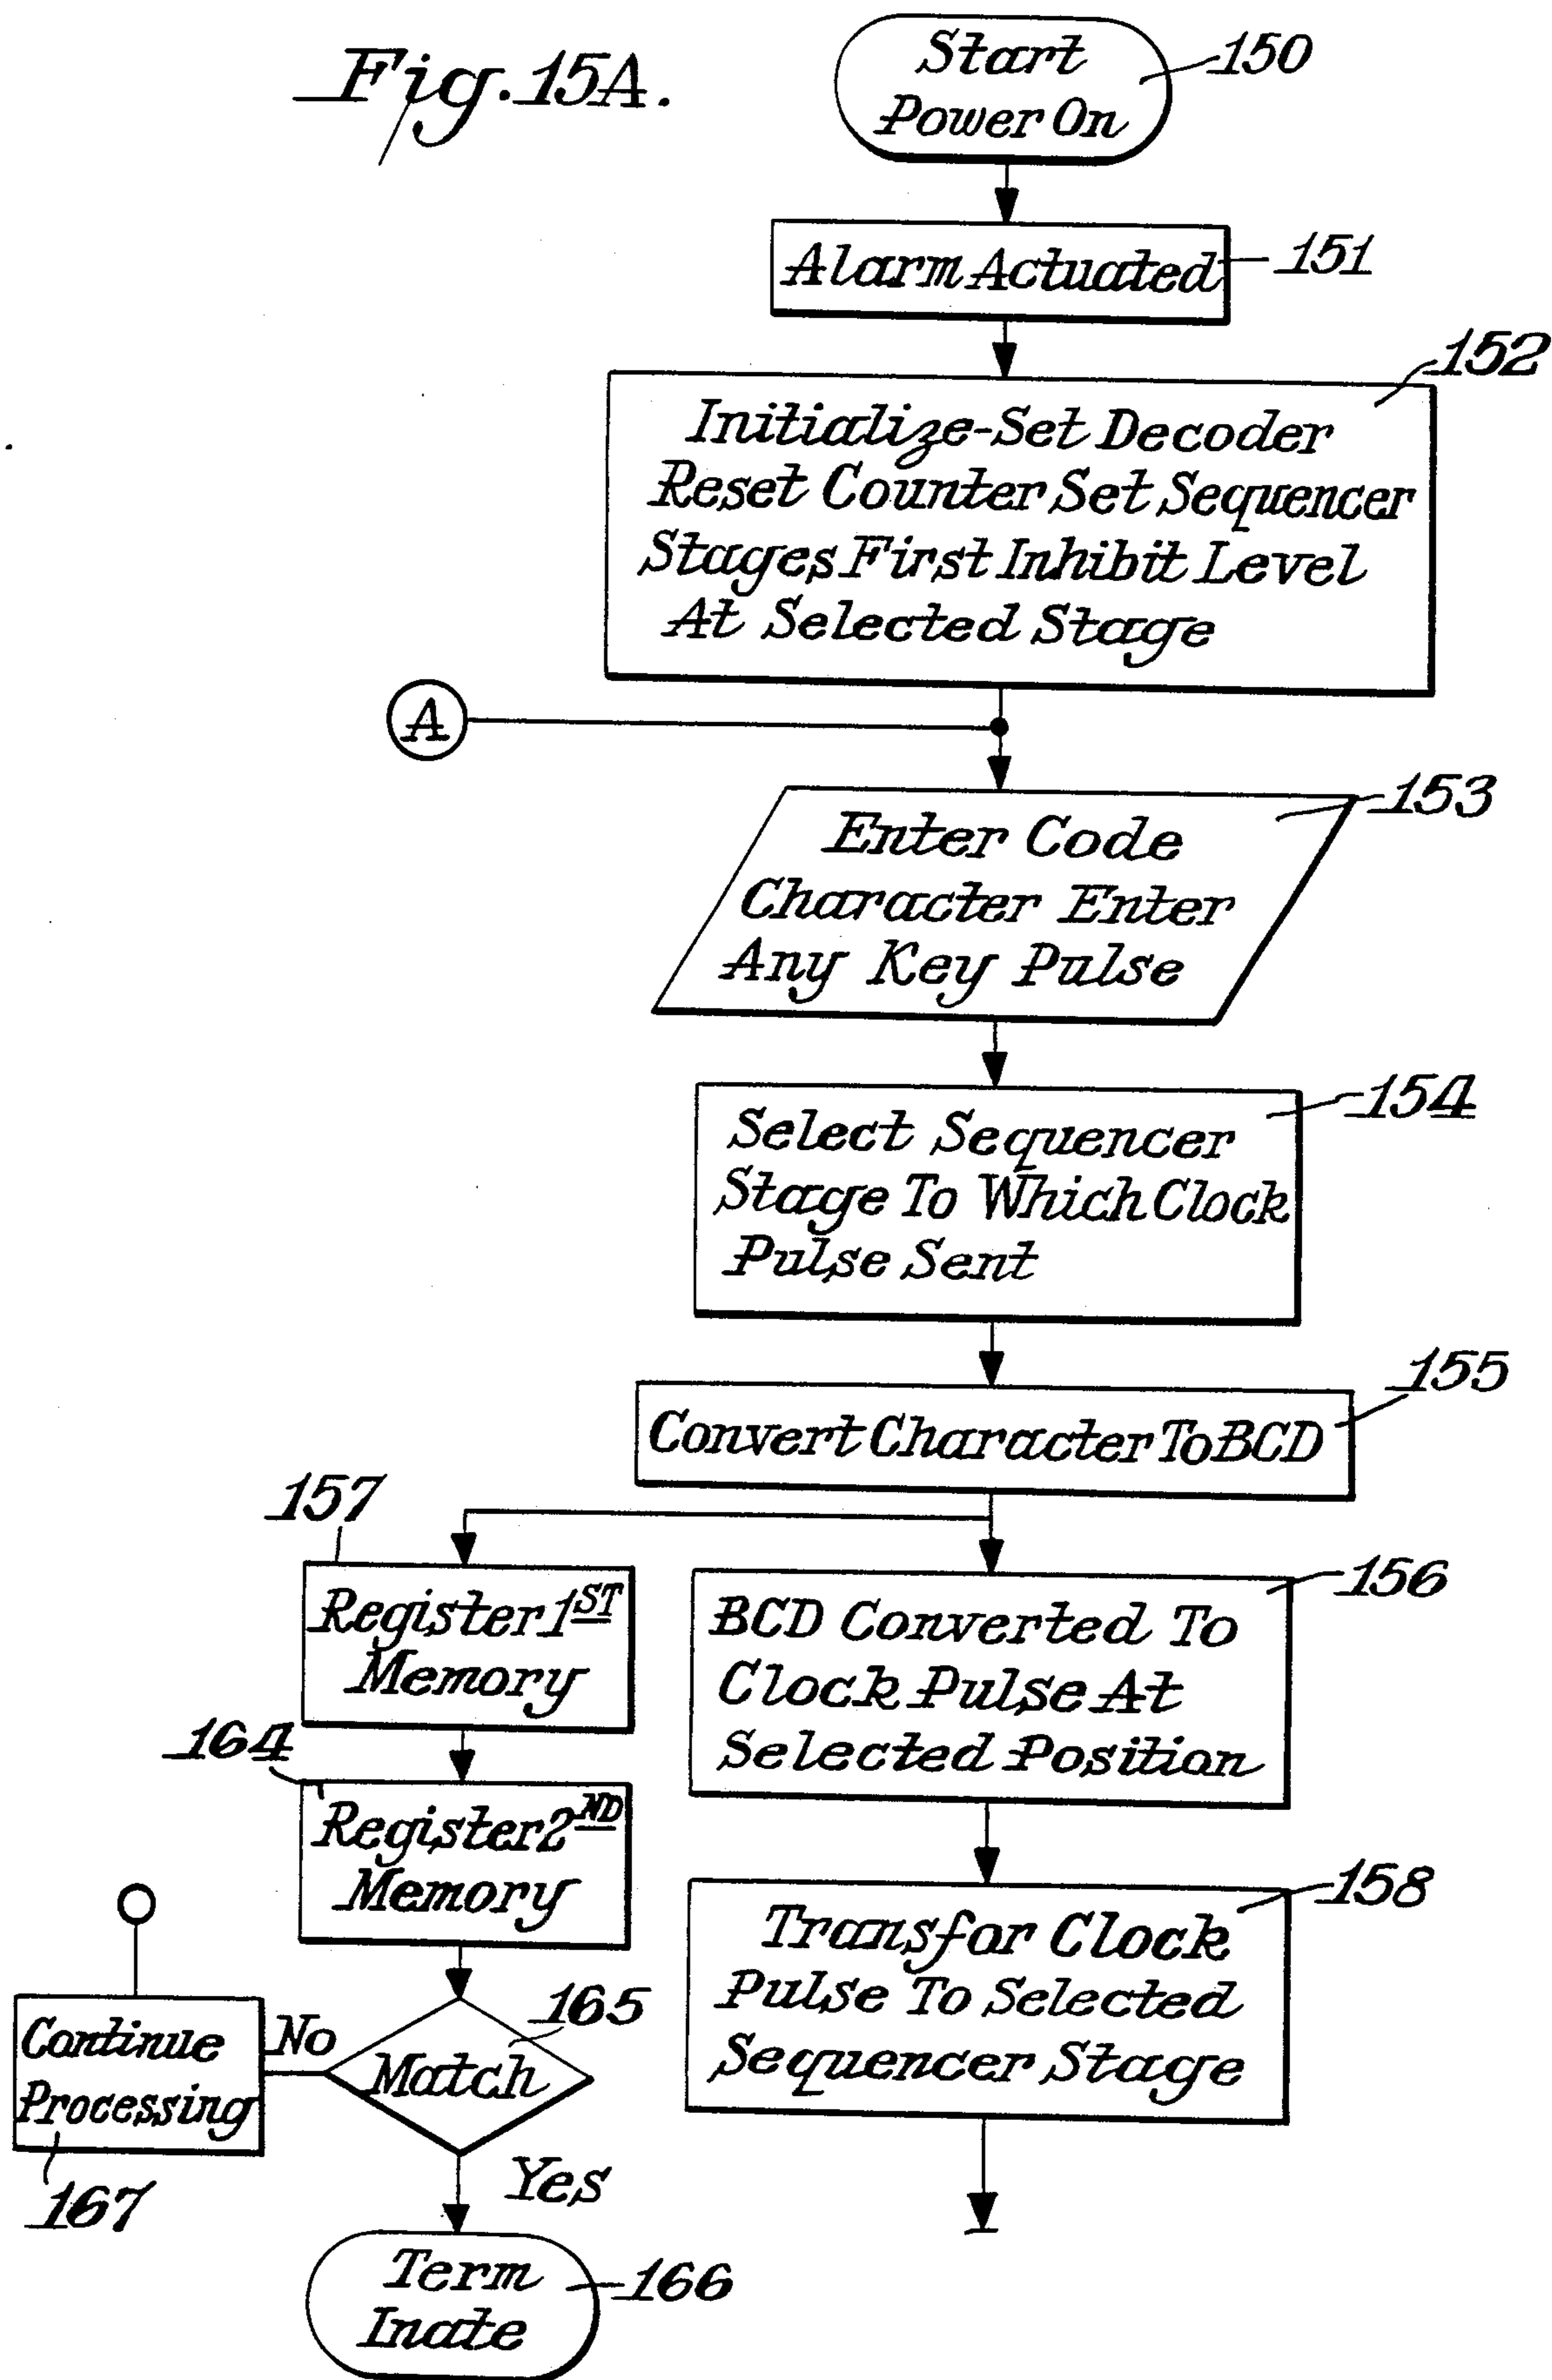 Fig. 15A.
Start
Power On
150
Alarm Actuated
151
152
Initialize-Set Decoder
Reset Counter Set Sequencer
Stages First Inhibit Level
At Selected Stage
A
153
Enter Code
Character Enter
Any Key Pulse
154
Select Sequencer
Stage To Which Clock
Pulse Sent
155
Convert Character To BCD
157
Register 1ST
Memory
156
BCD Converted To
Clock Pulse At
Selected Position
164
Register 2ND
Memory
158
Transfor Clock
Pulse To Selected
Sequencer Stage
165
Match
No
Continue
Processing
167
Yes
Term
Inate
166